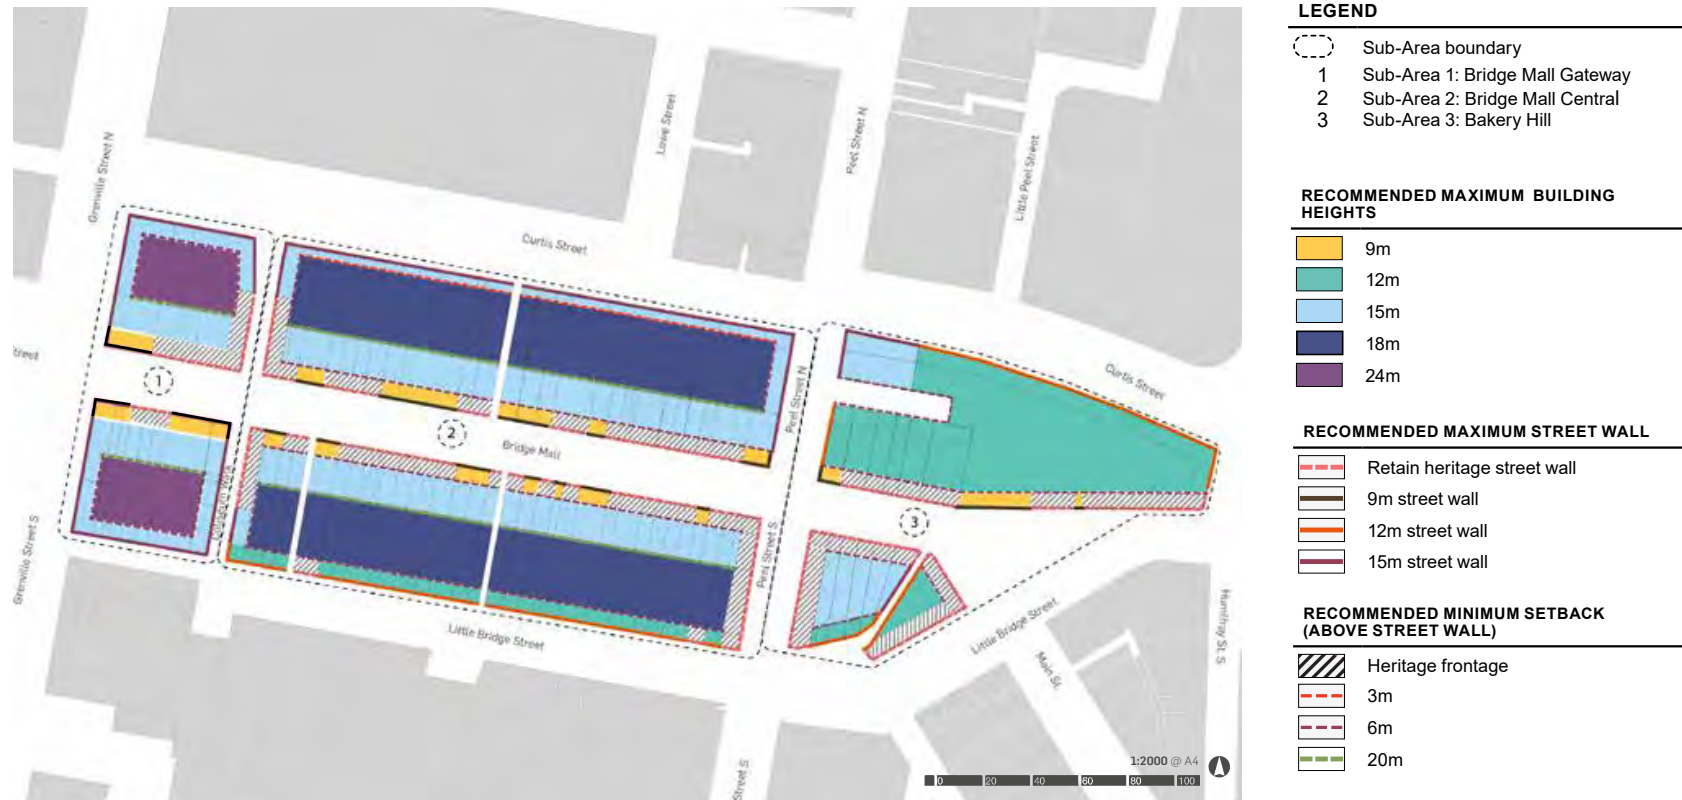 Grenville Street N
Lowe Street
Peel Street N
Little Peel Street
Curtis Street
Curtis Street
1
2
3
Bridge Mall
Peel Street N
Peel Street S
Grenville Street S
Little Bridge Street
Little Bridge Street
Main St.
Humffray St. S
Street S
1:2000 @ A4
0 20 40 60 80 100
LEGEND
Sub-Area boundary
1 Sub-Area 1: Bridge Mall Gateway
2 Sub-Area 2: Bridge Mall Central
3 Sub-Area 3: Bakery Hill
RECOMMENDED MAXIMUM BUILDING
HEIGHTS
9m
12m
15m
18m
24m
RECOMMENDED MAXIMUM STREET WALL
Retain heritage street wall
9m street wall
12m street wall
15m street wall
RECOMMENDED MINIMUM SETBACK
(ABOVE STREET WALL)
Heritage frontage
3m
6m
20m